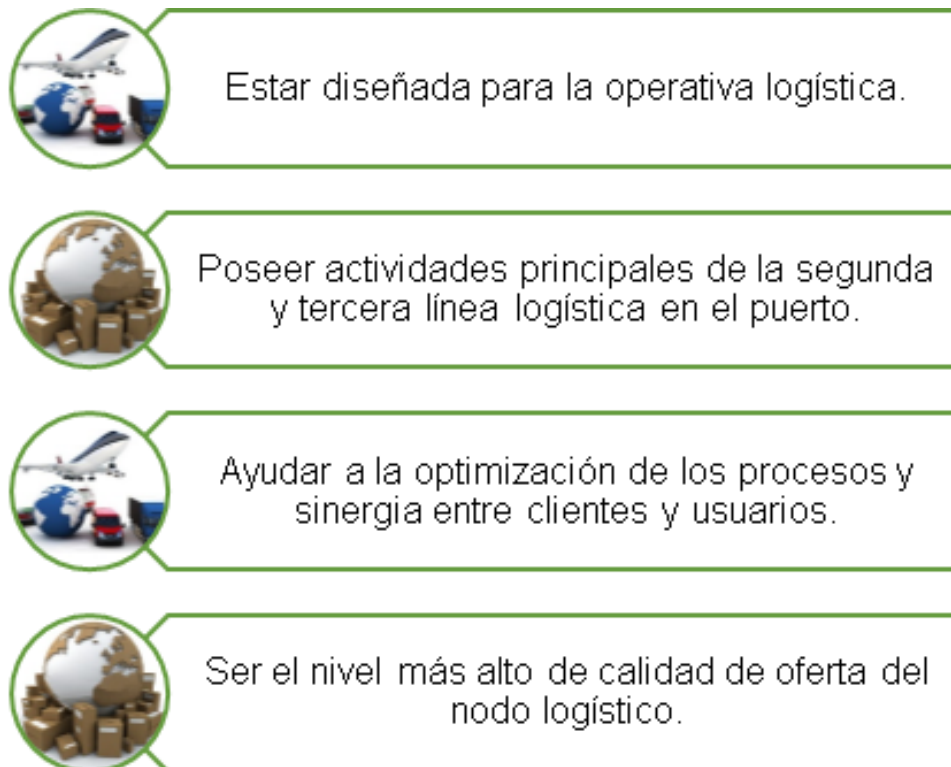 Estar diseñada para la operativa logística.
Poseer actividades principales de la segunda
y tercera línea logística en el puerto.
Ayudar a la optimización de los procesos y
sinergia entre clientes y usuarios.
Ser el nivel más alto de calidad de oferta del
nodo logístico.